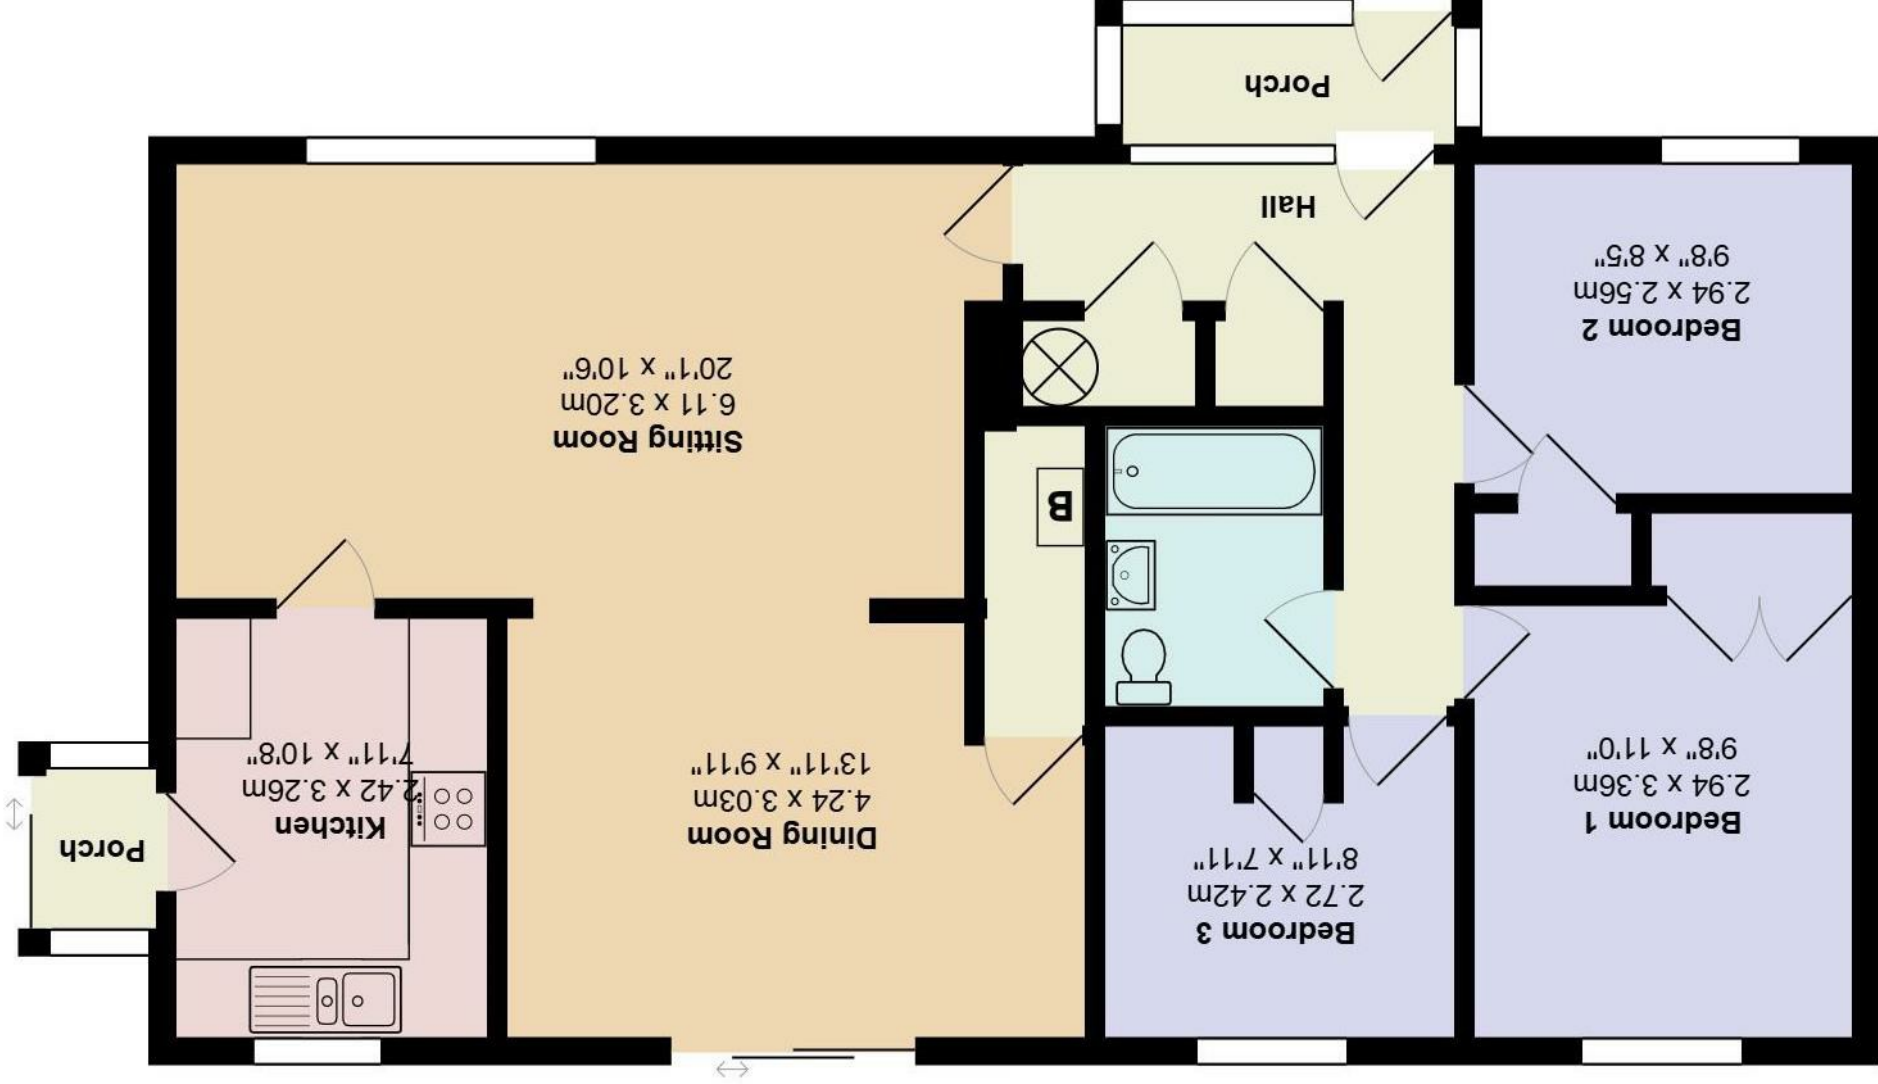 Bedroom 1
2.94 x 3.36m
9'8" x 11'0"
Bedroom 3
2.72 x 2.42m
8'11" x 7'11"
Dining Room
4.24 x 3.03m
13'11" x 9'11"
Kitchen
2.42 x 3.26m
7'11" x 10'8"
Porch
B
Bedroom 2
2.94 x 2.56m
9'8" x 8'5"
Sitting Room
6.11 x 3.20m
20'1" x 10'6"
Hall
Porch